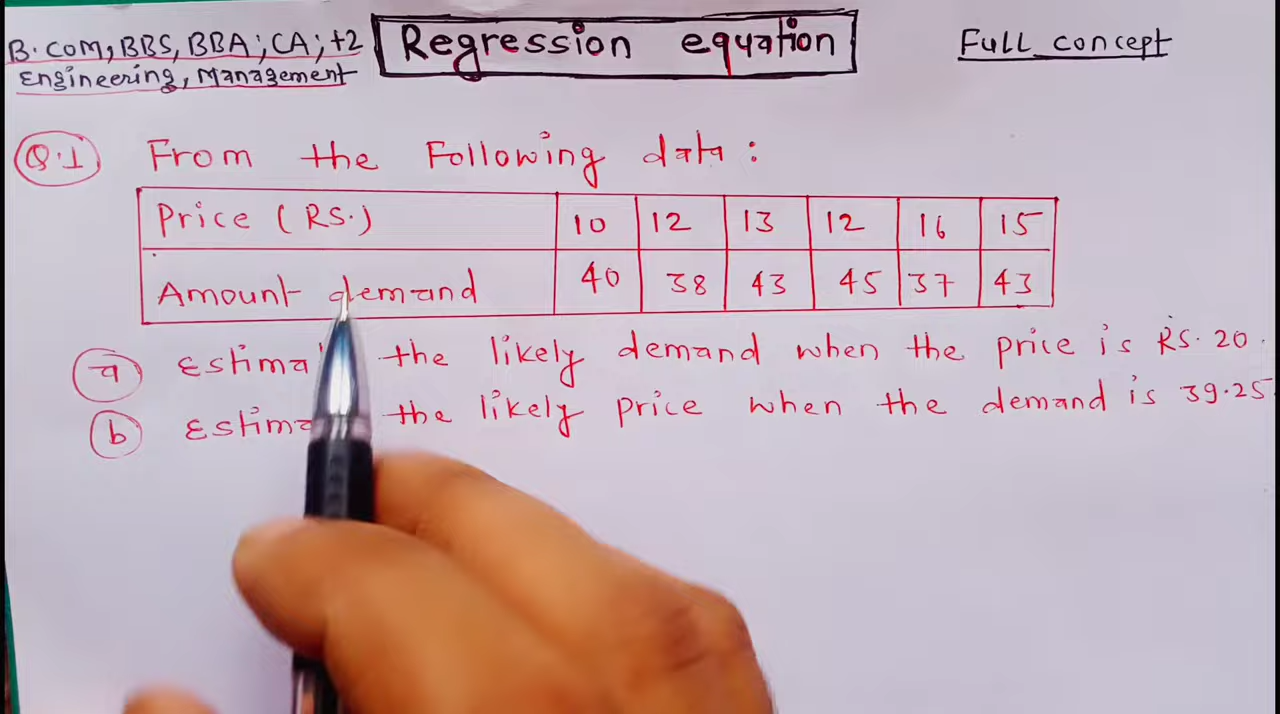 B.com, BBS, BBA; CA; +2
Engineering, Management
Regression equation
Full concept
Q.1 From the Following data:
Price (RS.) 10 12 13 12 16 15
Amount demand 40 38 43 45 37 43
a the likely demand when the price is RS. 20.
b the likely price when the demand is 39.25